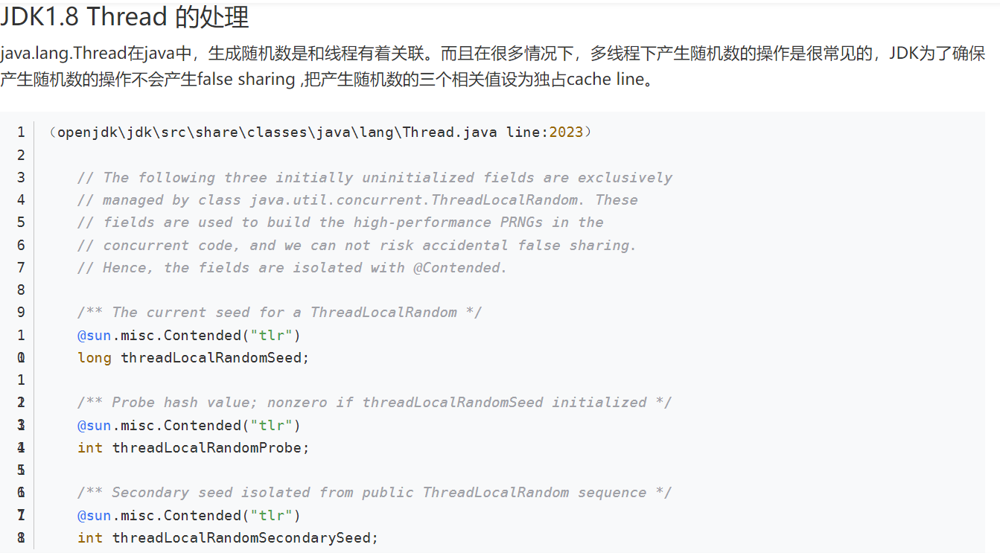 JDK1.8 Thread 的处理
java.lang.Thread在java中，生成随机数是和线程有着关联。而且在很多情况下，多线程下产生随机数的操作是很常见的，JDK为了确保
产生随机数的操作不会产生false sharing ,把产生随机数的三个相关值设为独占cache line。
1 （openjdk\jdk\src\share\classes\java\lang\Thread.java line:2023）
2
3 // The following three initially uninitialized fields are exclusively
4 // managed by class java.util.concurrent.ThreadLocalRandom. These
5 // fields are used to build the high-performance PRNGs in the
6 // concurrent code, and we can not risk accidental false sharing.
7 // Hence, the fields are isolated with @Contended.
8
9 /** The current seed for a ThreadLocalRandom */
@sun.misc.Contended("tlr")
long threadLocalRandomSeed;
/** Probe hash value; nonzero if threadLocalRandomSeed initialized */
@sun.misc.Contended("tlr")
int threadLocalRandomProbe;
/** Secondary seed isolated from public ThreadLocalRandom sequence */
@sun.misc.Contended("tlr")
int threadLocalRandomSecondarySeed;